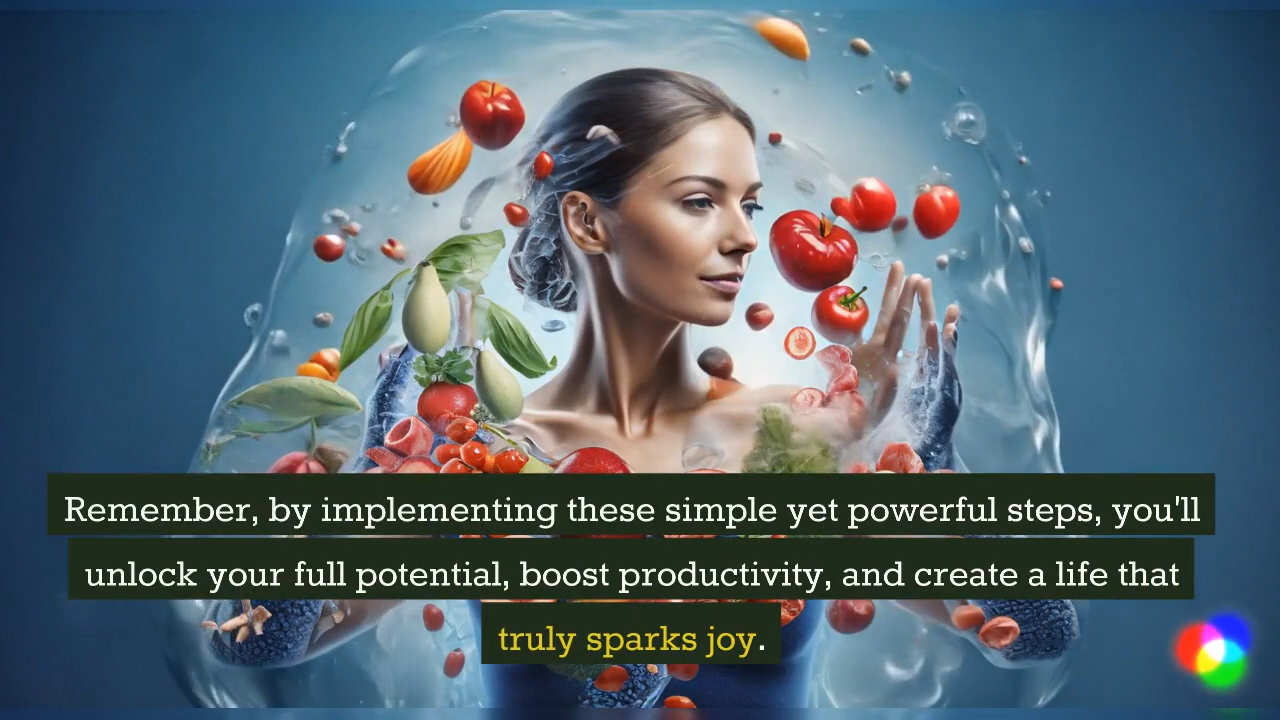 Remember, by implementing these simple yet powerful steps, you'll
unlock your full potential, boost productivity, and create a life that
truly sparks joy.